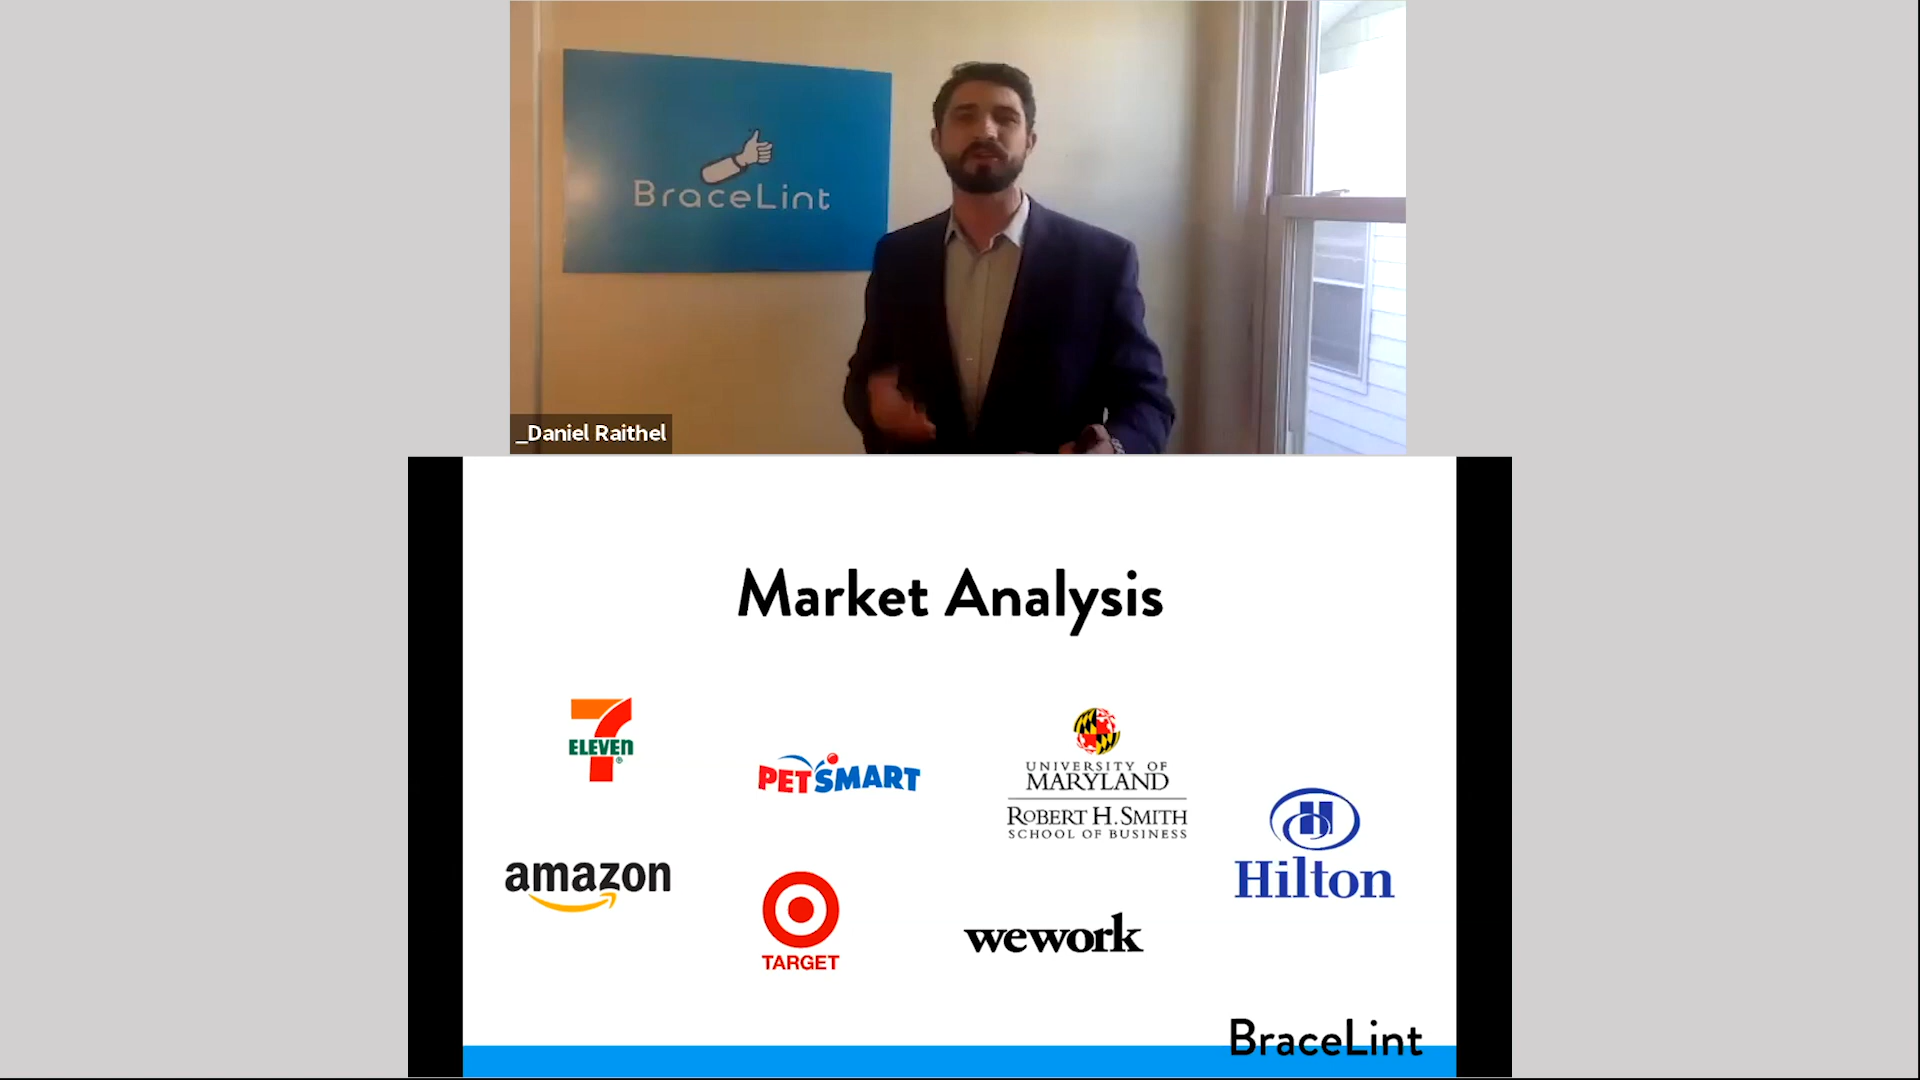 BraceLint
_Daniel Raithel
Market Analysis
7
ELEVEN
®
PETSMART
UNIVERSITY OF
MARYLAND
ROBERT H. SMITH
SCHOOL OF BUSINESS
H
Hilton
amazon
TARGET
wework
BraceLint